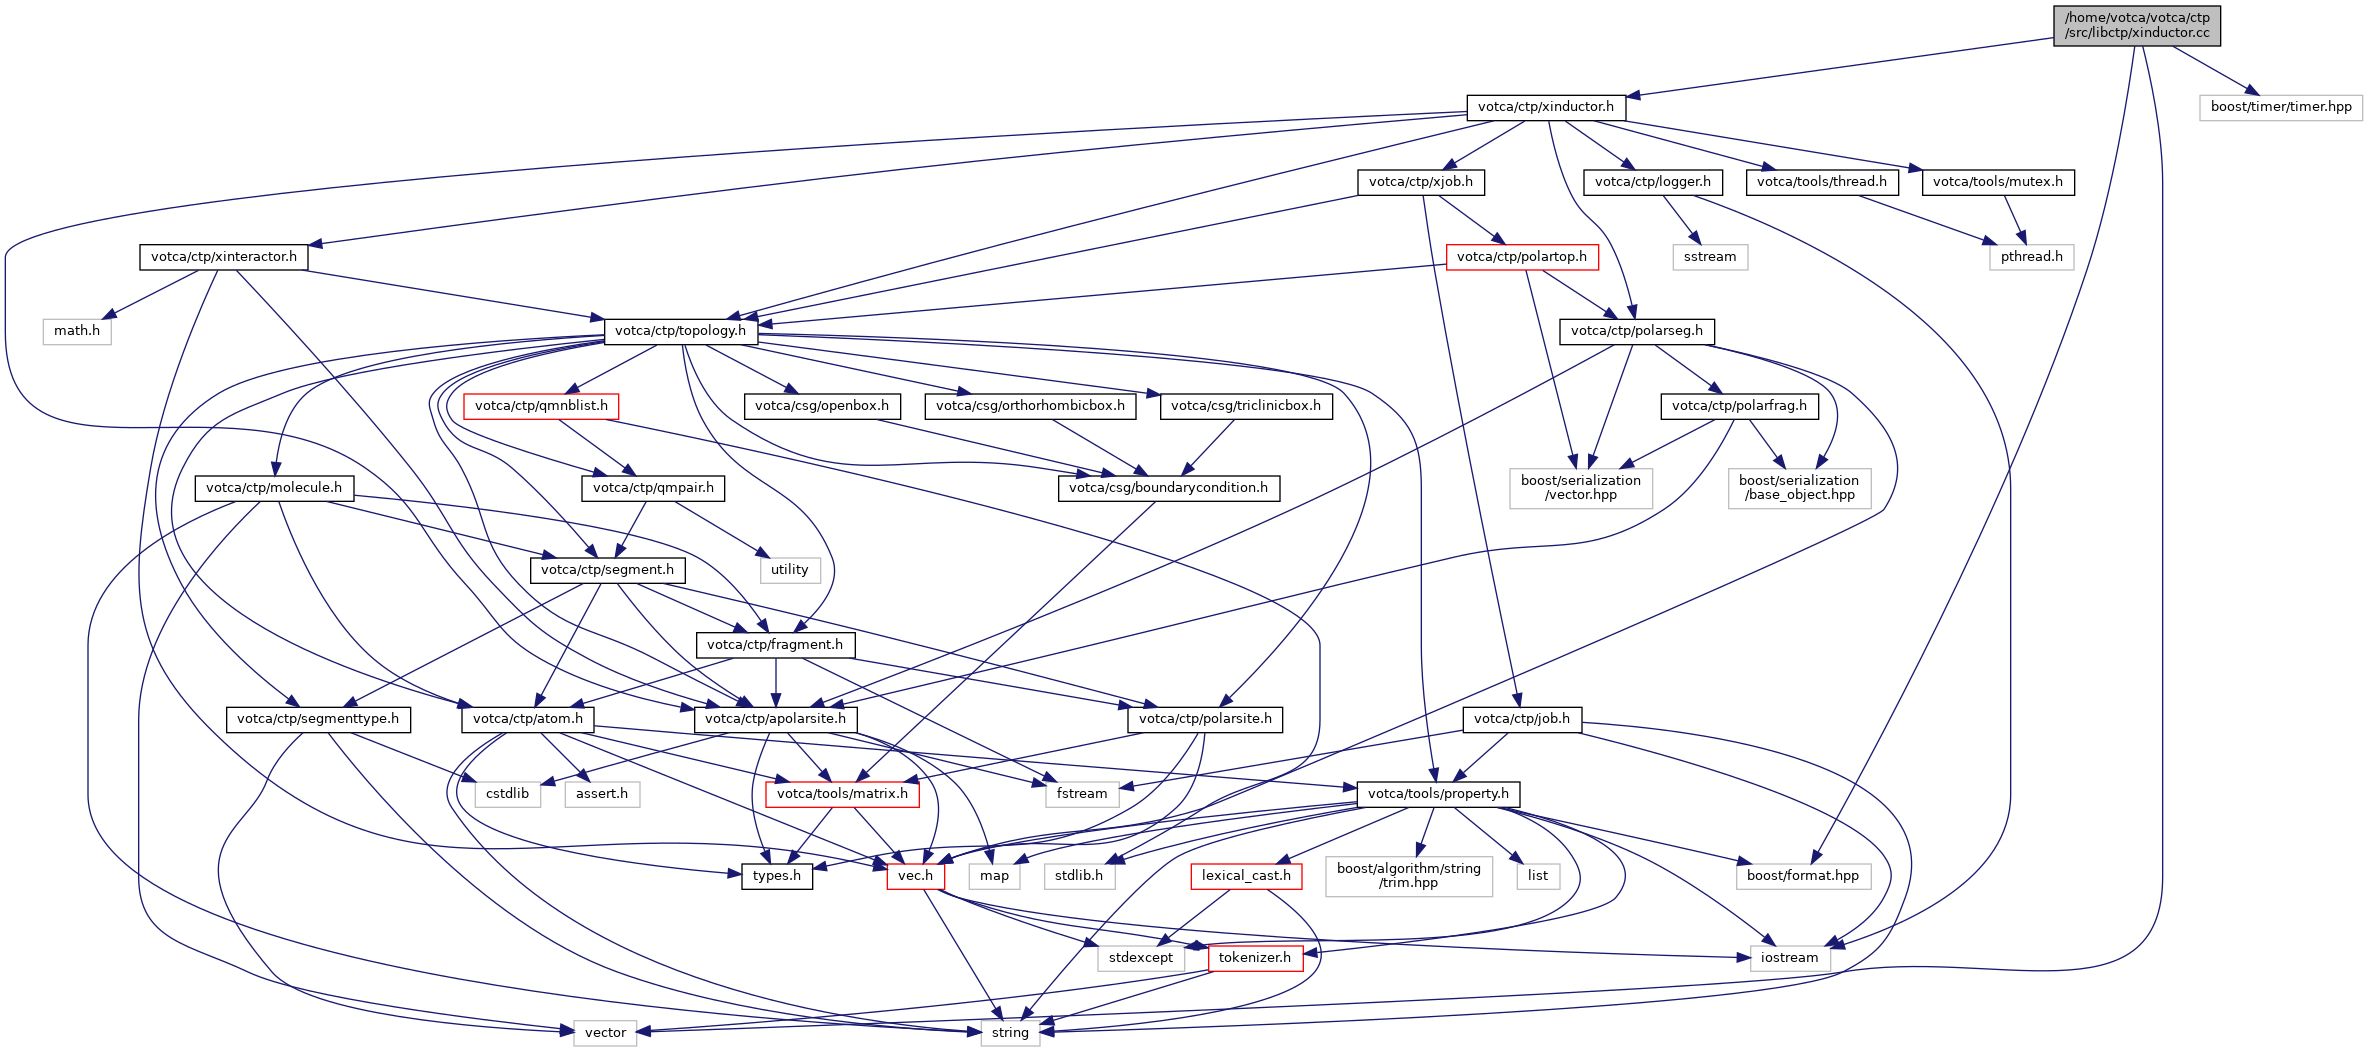 /home/votca/votca/ctp
/src/libctp/xinductor.cc
votca/ctp/xinductor.h
boost/timer/timer.hpp
votca/ctp/xjob.h
votca/ctp/logger.h
votca/tools/thread.h
votca/tools/mutex.h
votca/ctp/xinteractor.h
votca/ctp/polartop.h
sstream
pthread.h
math.h
votca/ctp/topology.h
votca/ctp/polarseg.h
votca/ctp/qmnblist.h
votca/csg/openbox.h
votca/csg/orthorhombicbox.h
votca/csg/triclinicbox.h
votca/ctp/polarfrag.h
votca/ctp/molecule.h
votca/ctp/qmpair.h
votca/csg/boundarycondition.h
boost/serialization
/vector.hpp
boost/serialization
/base_object.hpp
votca/ctp/segment.h
utility
votca/ctp/fragment.h
votca/ctp/segmenttype.h
votca/ctp/atom.h
votca/ctp/apolarsite.h
votca/ctp/polarsite.h
votca/ctp/job.h
cstdlib
assert.h
votca/tools/matrix.h
fstream
votca/tools/property.h
types.h
vec.h
map
stdlib.h
lexical_cast.h
boost/algorithm/string
/trim.hpp
list
boost/format.hpp
stdexcept
tokenizer.h
iostream
vector
string